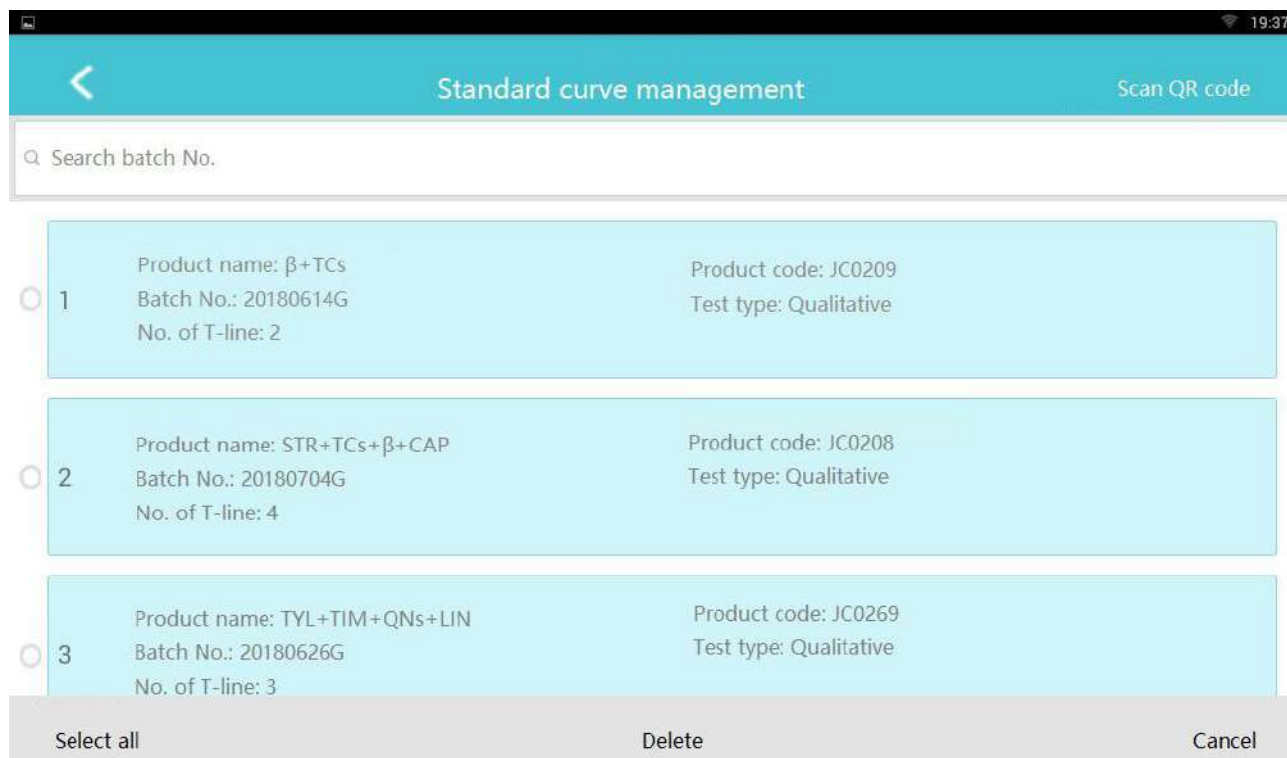 19:37
Standard curve management
Scan QR code
Search batch No.
1
Product name: β+TCs
Batch No.: 20180614G
No. of T-line: 2
Product code: JC0209
Test type: Qualitative
2
Product name: STR+TCs+β+CAP
Batch No.: 20180704G
No. of T-line: 4
Product code: JC0208
Test type: Qualitative
3
Product name: TYL+TIM+QNs+LIN
Batch No.: 20180626G
No. of T-line: 3
Product code: JC0269
Test type: Qualitative
Select all
Delete
Cancel